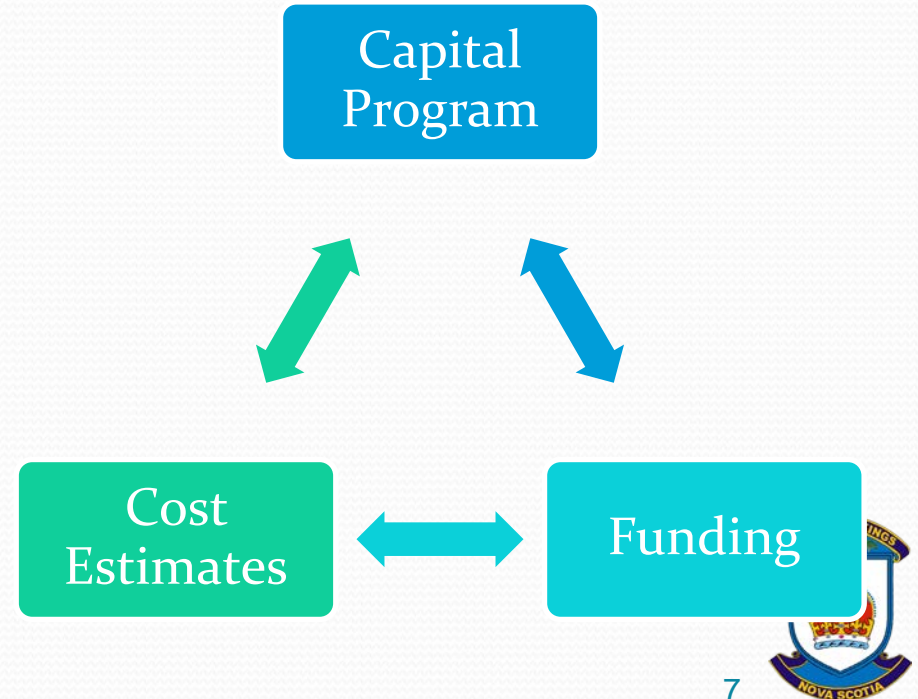 Capital
Program
Cost
Estimates
Funding
7
NOVA SCOTIA